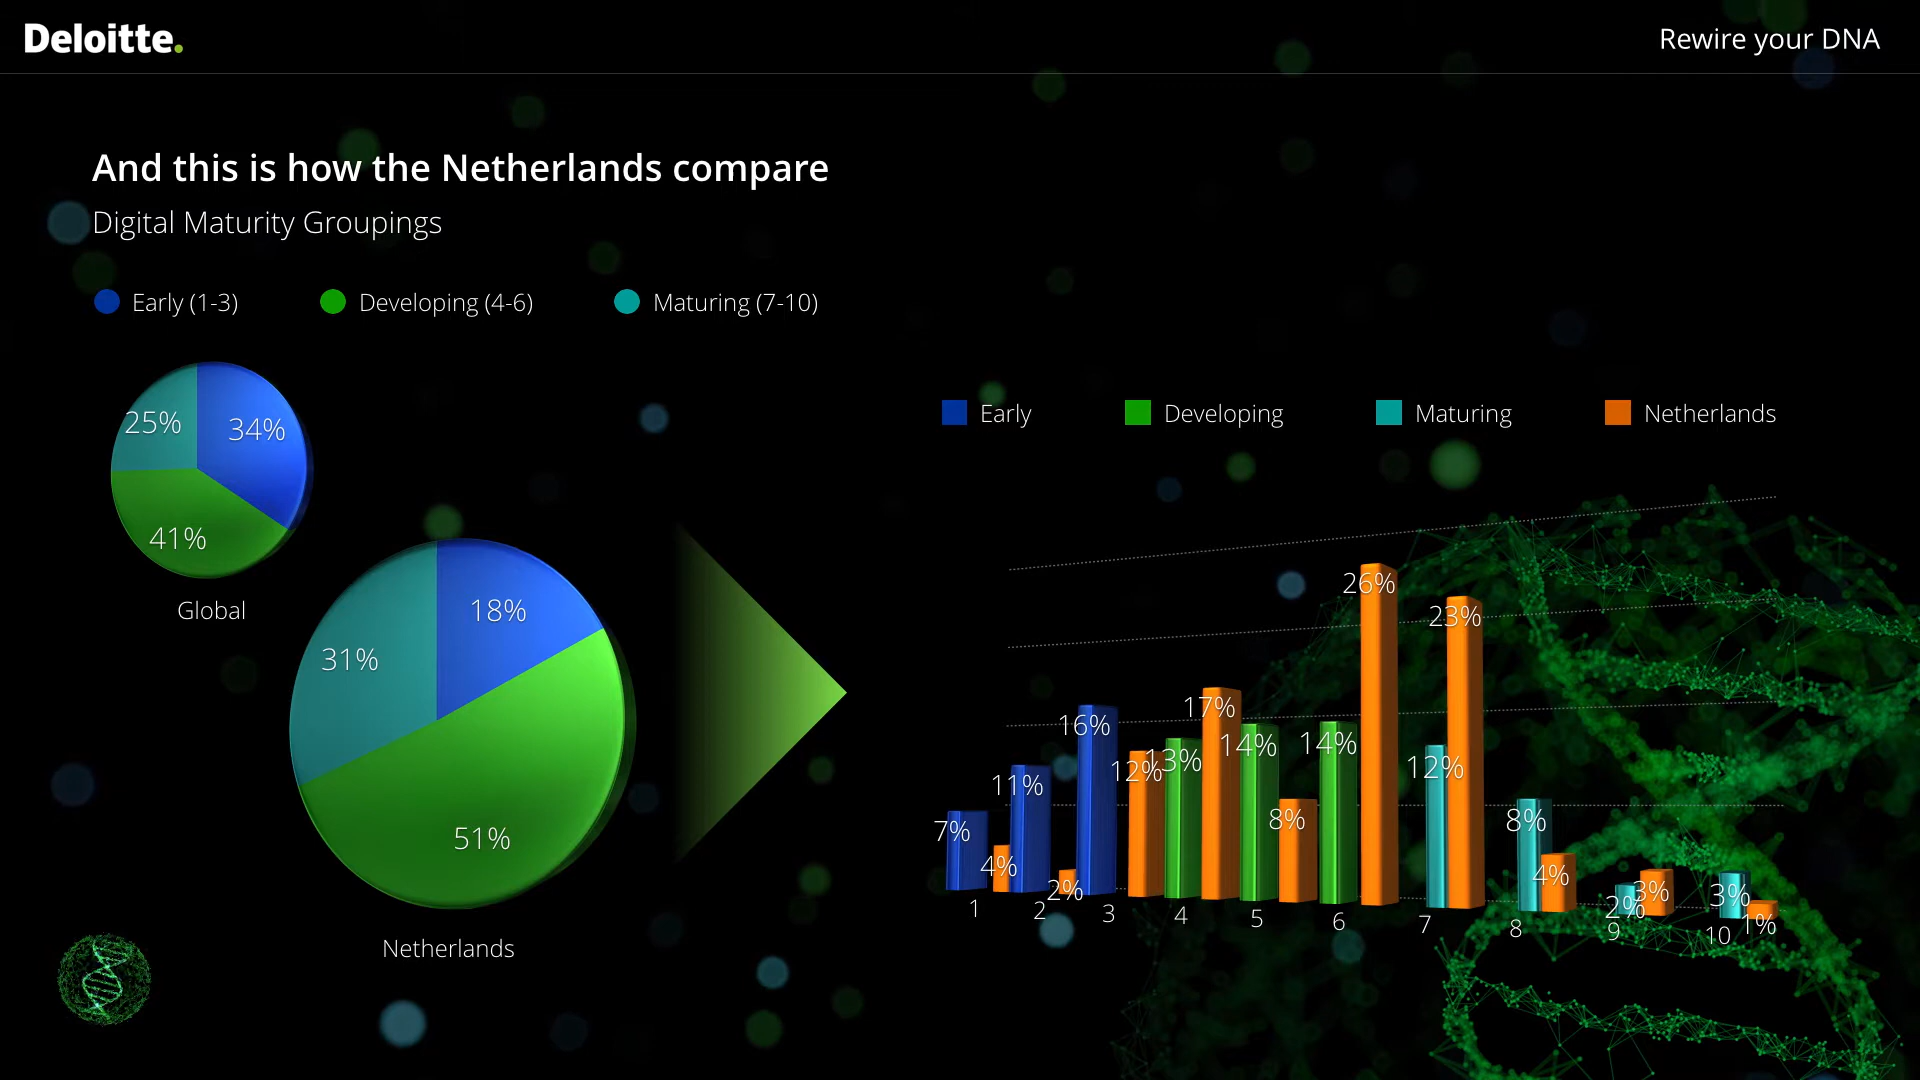 Deloitte.
Rewire your DNA
And this is how the Netherlands compare
Digital Maturity Groupings
Early (1-3)
Developing (4-6)
Maturing (7-10)
25%
34%
41%
Global
18%
31%
51%
Netherlands
Early
Developing
Maturing
Netherlands
7%
4%
11%
2%
16%
12%
13%
17%
14%
8%
14%
26%
12%
23%
8%
4%
2%
3%
3%
1%
1
2
3
4
5
6
7
8
9
10